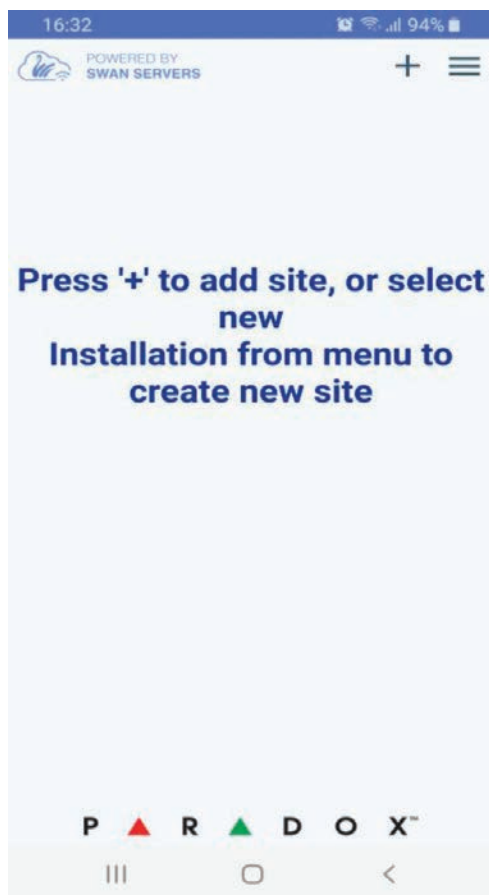 16:32 94%
POWERED BY
SWAN SERVERS
Press '+' to add site, or select
new
Installation from menu to
create new site
P R D O X™